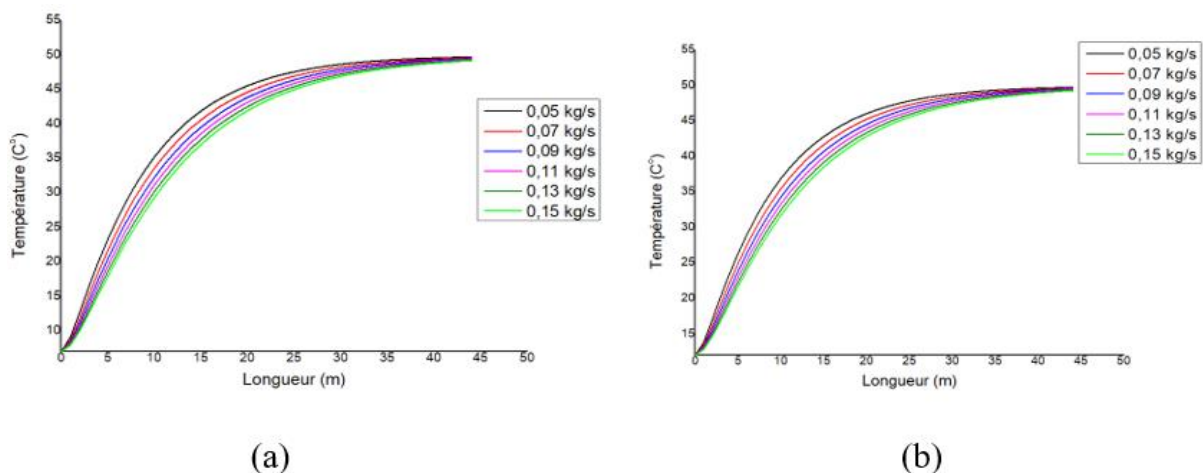 55
50
45
40
35
30
25
20
15
10
Température (C°)
0 5 10 15 20 25 30 35 40 45 50
Longueur (m)
0,05 kg/s
0,07 kg/s
0,09 kg/s
0,11 kg/s
0,13 kg/s
0,15 kg/s
(a)
55
50
45
40
35
30
25
20
15
Température (C°)
0 5 10 15 20 25 30 35 40 45 50
Longueur (m)
0,05 kg/s
0,07 kg/s
0,09 kg/s
0,11 kg/s
0,13 kg/s
0,15 kg/s
(b)